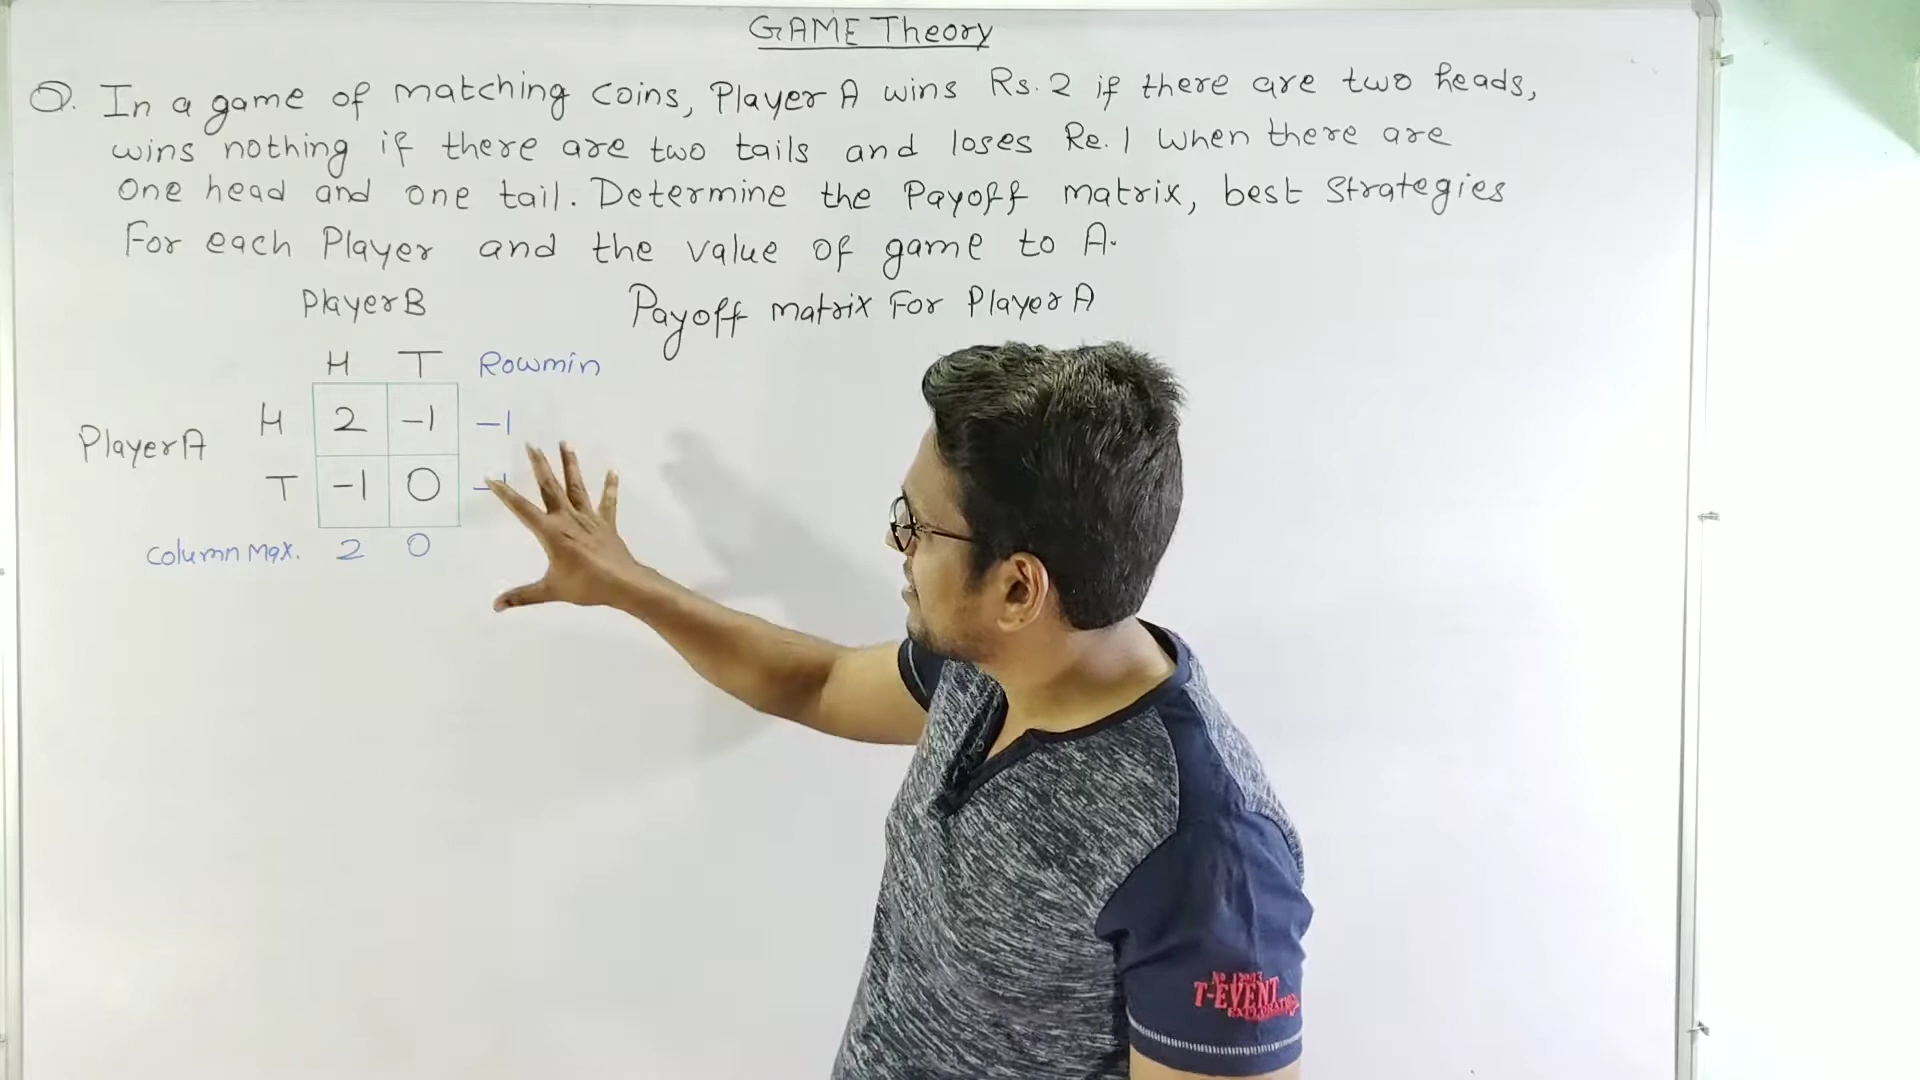 GAME Theory
Q. In a game of matching coins, Player A wins Rs. 2 if there are two heads,
wins nothing if there are two tails and loses Re. 1 when there are
one head and one tail. Determine the Payoff matrix, best strategies
For each Player and the value of game to A.
Player B
Payoff matrix For Player A
H T Rowmin
H 2 -1 -1
Player A
T -1 0 -1
Column Max. 2 0
T-EVENT